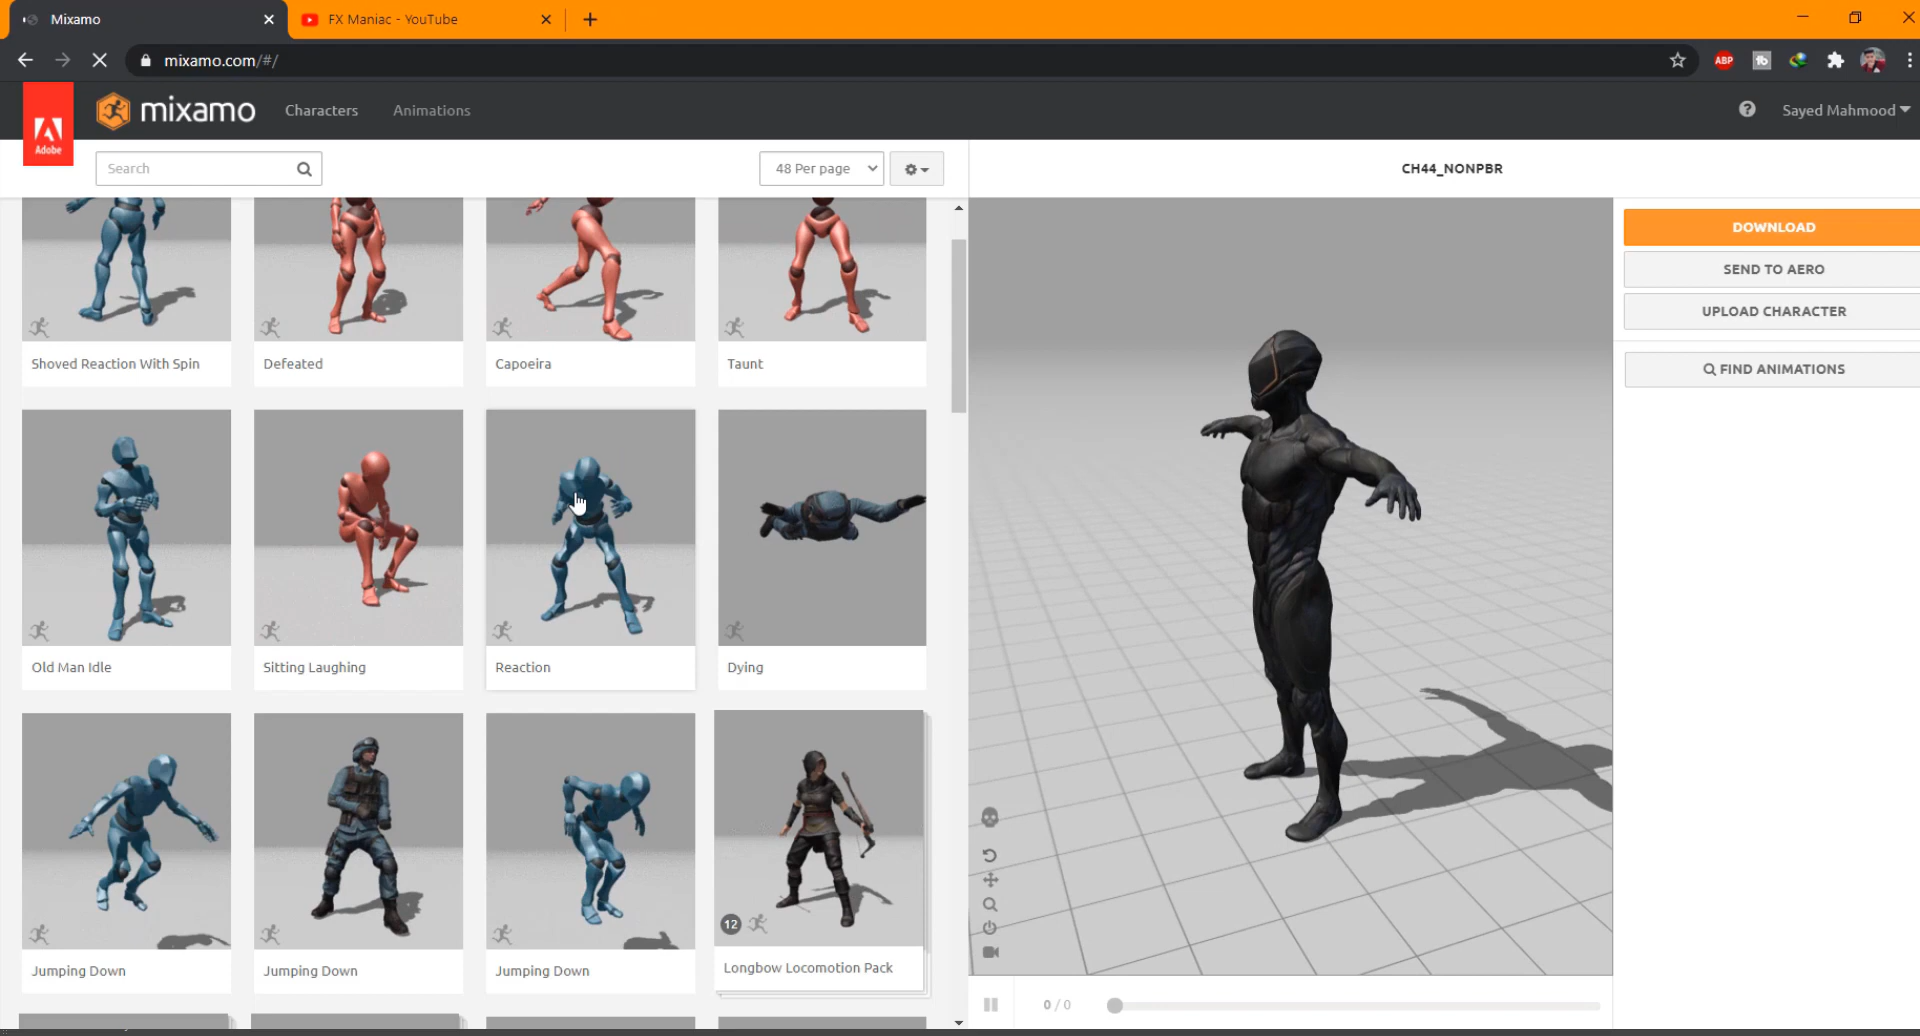 Mixamo
FX Maniac - YouTube
mixamo.com/#/
ABP
Adobe
mixamo
Characters
Animations
Sayed Mahmood
Search
48 Per page
CH44_NONPBR
DOWNLOAD
SEND TO AERO
UPLOAD CHARACTER
FIND ANIMATIONS
Shoved Reaction With Spin
Defeated
Capoeira
Taunt
Old Man Idle
Sitting Laughing
Reaction
Dying
12
Jumping Down
Jumping Down
Jumping Down
Longbow Locomotion Pack
0 / 0